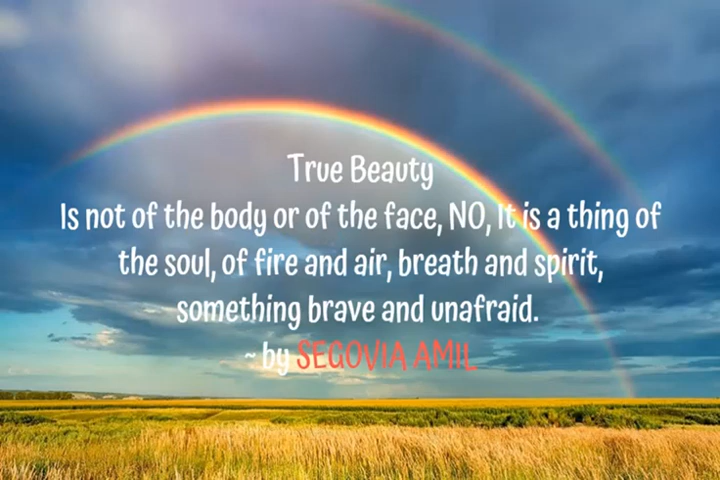 True Beauty
Is not of the body or of the face, NO, It is a thing of
the soul, of fire and air, breath and spirit,
something brave and unafraid.
~ by SEGOVIA AMIL